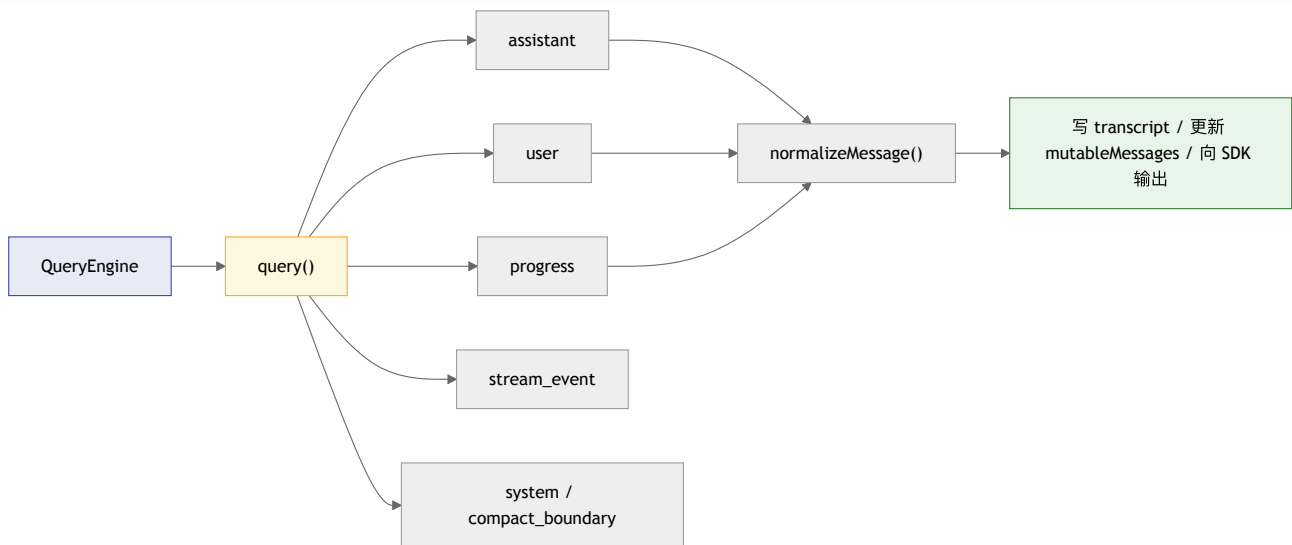 assistant
写 transcript / 更新
mutableMessages / 向 SDK
输出
user
normalizeMessage()
QueryEngine
query()
progress
stream_event
system /
compact_boundary